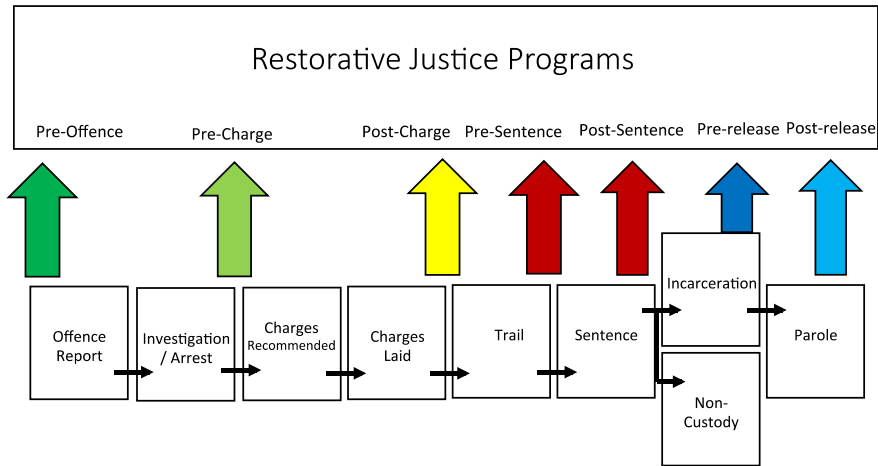 Restorative Justice Programs
Pre-Offence
Pre-Charge
Post-Charge
Pre-Sentence
Post-Sentence
Pre-release
Post-release
Offence
Report
Investigation
/ Arrest
Charges
Recommended
Charges
Laid
Trail
Sentence
Incarceration
Non-
Custody
Parole